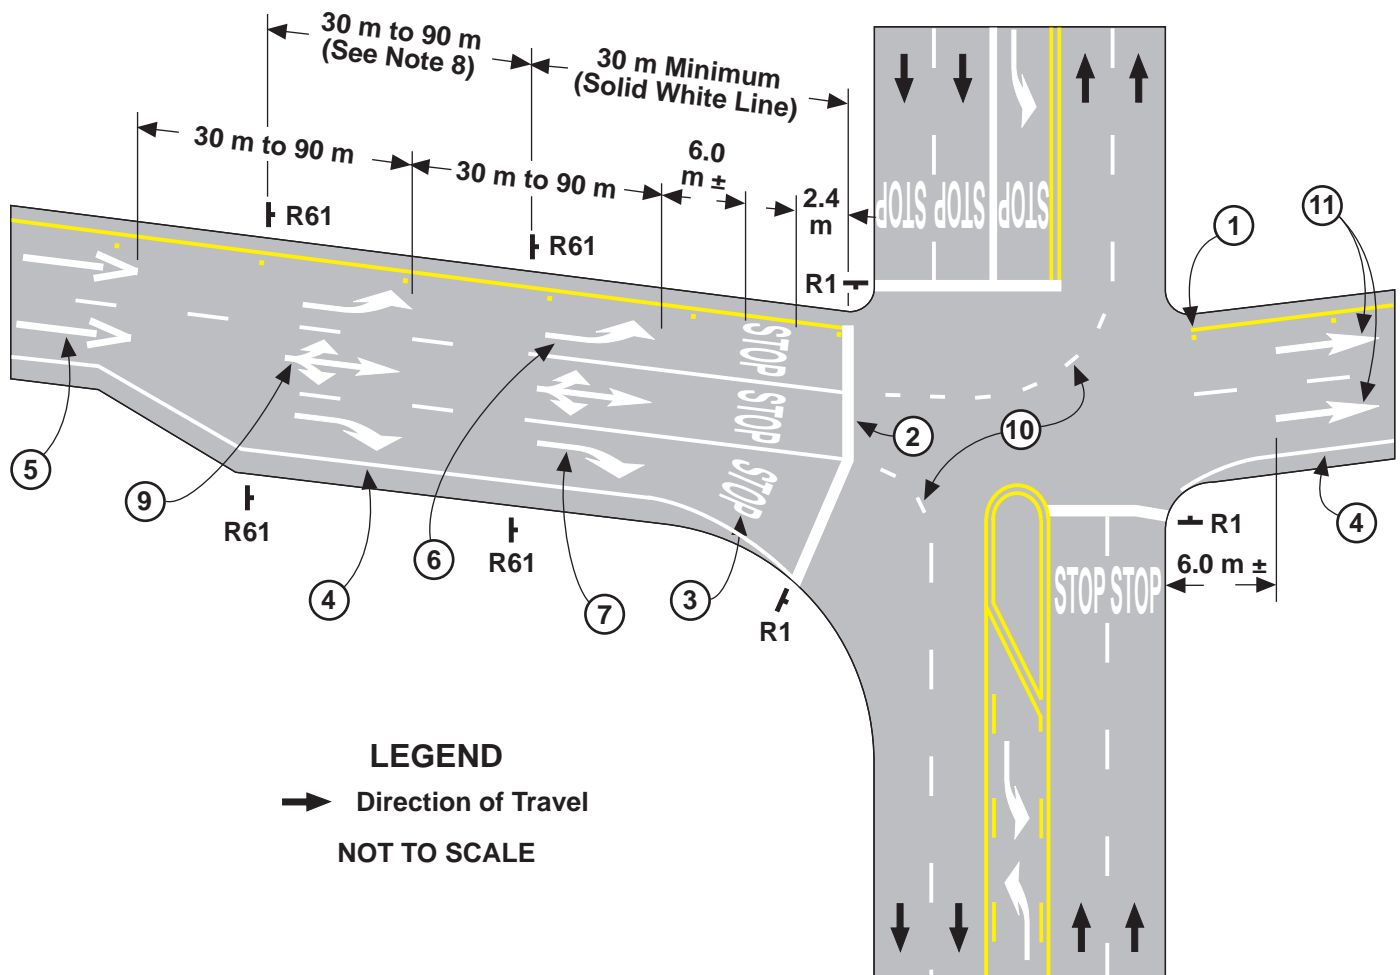 30 m to 90 m
(See Note 8)
30 m Minimum
(Solid White Line)
30 m to 90 m
30 m to 90 m
6.0
m ±
2.4
m
STOP STOP STOP
R61
R61
R1
1
11
STOP
STOP
STOP
5
9
R61
4
6
R61
7
3
R1
2
10
R1
4
6.0 m ±
STOP STOP
LEGEND
Direction of Travel
NOT TO SCALE